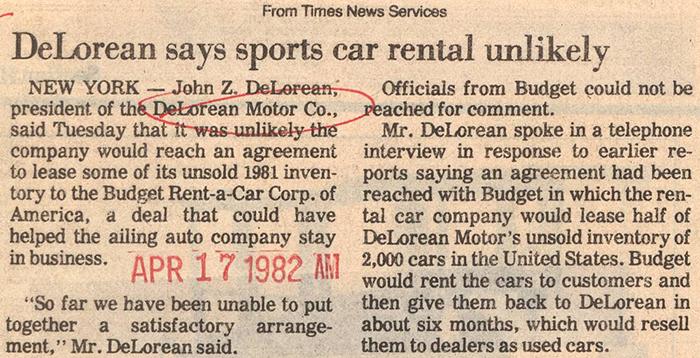 From Times News Services
DeLorean says sports car rental unlikely
NEW YORK — John Z. DeLorean,
president of the DeLorean Motor Co.,
said Tuesday that it was unlikely the
company would reach an agreement
to lease some of its unsold 1981 inven-
tory to the Budget Rent-a-Car Corp. of
America, a deal that could have
helped the ailing auto company stay
in business.
APR 17 1982 AM
"So far we have been unable to put
together a satisfactory arrange-
ment," Mr. DeLorean said.
Officials from Budget could not be
reached for comment.
Mr. DeLorean spoke in a telephone
interview in response to earlier re-
ports saying an agreement had been
reached with Budget in which the ren-
tal car company would lease half of
DeLorean Motor's unsold inventory of
2,000 cars in the United States. Budget
would rent the cars to customers and
then give them back to DeLorean in
about six months, which would resell
them to dealers as used cars.